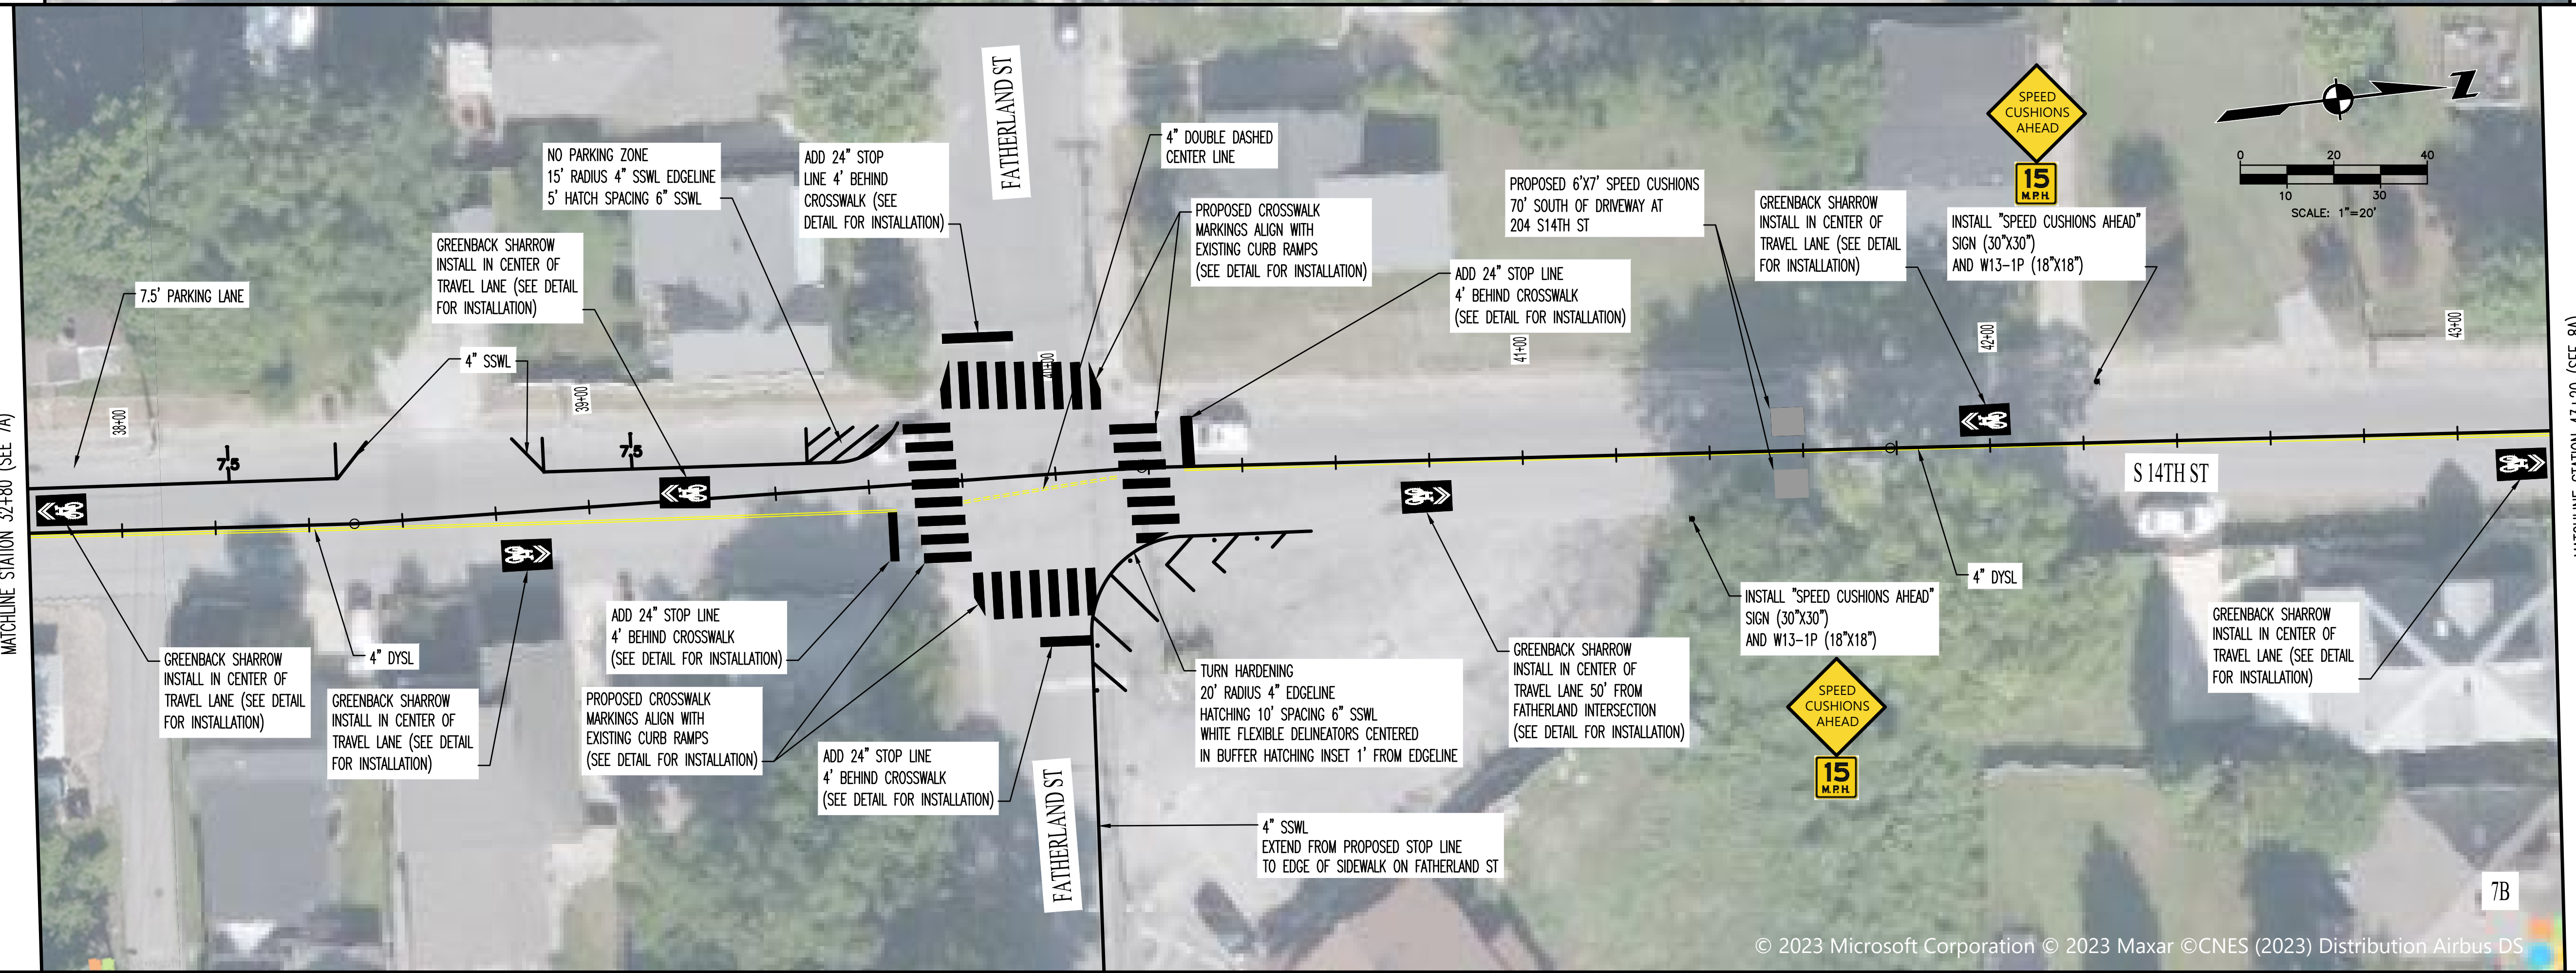 MATCHLINE STATION 32+80 (SEE 7A)
7.5' PARKING LANE
38+00
7.5
4" SSWL
39+00
7.5
GREENBACK SHARROW
INSTALL IN CENTER OF
TRAVEL LANE (SEE DETAIL
FOR INSTALLATION)
NO PARKING ZONE
15' RADIUS 4" SSWL EDGELINE
5' HATCH SPACING 6" SSWL
ADD 24" STOP
LINE 4' BEHIND
CROSSWALK (SEE
DETAIL FOR INSTALLATION)
FATHERLAND ST
4" DOUBLE DASHED
CENTER LINE
PROPOSED CROSSWALK
MARKINGS ALIGN WITH
EXISTING CURB RAMPS
(SEE DETAIL FOR INSTALLATION)
ADD 24" STOP LINE
4' BEHIND CROSSWALK
(SEE DETAIL FOR INSTALLATION)
41+00
PROPOSED 6'X7' SPEED CUSHIONS
70' SOUTH OF DRIVEWAY AT
204 S14TH ST
GREENBACK SHARROW
INSTALL IN CENTER OF
TRAVEL LANE (SEE DETAIL
FOR INSTALLATION)
42+00
SPEED
CUSHIONS
AHEAD
15
M.P.H.
INSTALL "SPEED CUSHIONS AHEAD"
SIGN (30"X30")
AND W13-1P (18"X18")
Z
0 20 40
10 30
SCALE: 1"=20'
43+00
S 14TH ST
GREENBACK SHARROW
INSTALL IN CENTER OF
TRAVEL LANE (SEE DETAIL
FOR INSTALLATION)
4" DYSL
GREENBACK SHARROW
INSTALL IN CENTER OF
TRAVEL LANE (SEE DETAIL
FOR INSTALLATION)
ADD 24" STOP LINE
4' BEHIND CROSSWALK
(SEE DETAIL FOR INSTALLATION)
PROPOSED CROSSWALK
MARKINGS ALIGN WITH
EXISTING CURB RAMPS
(SEE DETAIL FOR INSTALLATION)
ADD 24" STOP LINE
4' BEHIND CROSSWALK
(SEE DETAIL FOR INSTALLATION)
FATHERLAND ST
TURN HARDENING
20' RADIUS 4" EDGELINE
HATCHING 10' SPACING 6" SSWL
WHITE FLEXIBLE DELINEATORS CENTERED
IN BUFFER HATCHING INSET 1' FROM EDGELINE
4" SSWL
EXTEND FROM PROPOSED STOP LINE
TO EDGE OF SIDEWALK ON FATHERLAND ST
GREENBACK SHARROW
INSTALL IN CENTER OF
TRAVEL LANE 50' FROM
FATHERLAND INTERSECTION
(SEE DETAIL FOR INSTALLATION)
INSTALL "SPEED CUSHIONS AHEAD"
SIGN (30"X30")
AND W13-1P (18"X18")
SPEED
CUSHIONS
AHEAD
15
M.P.H.
4" DYSL
GREENBACK SHARROW
INSTALL IN CENTER OF
TRAVEL LANE (SEE DETAIL
FOR INSTALLATION)
7B
© 2023 Microsoft Corporation © 2023 Maxar ©CNES (2023) Distribution Airbus DS